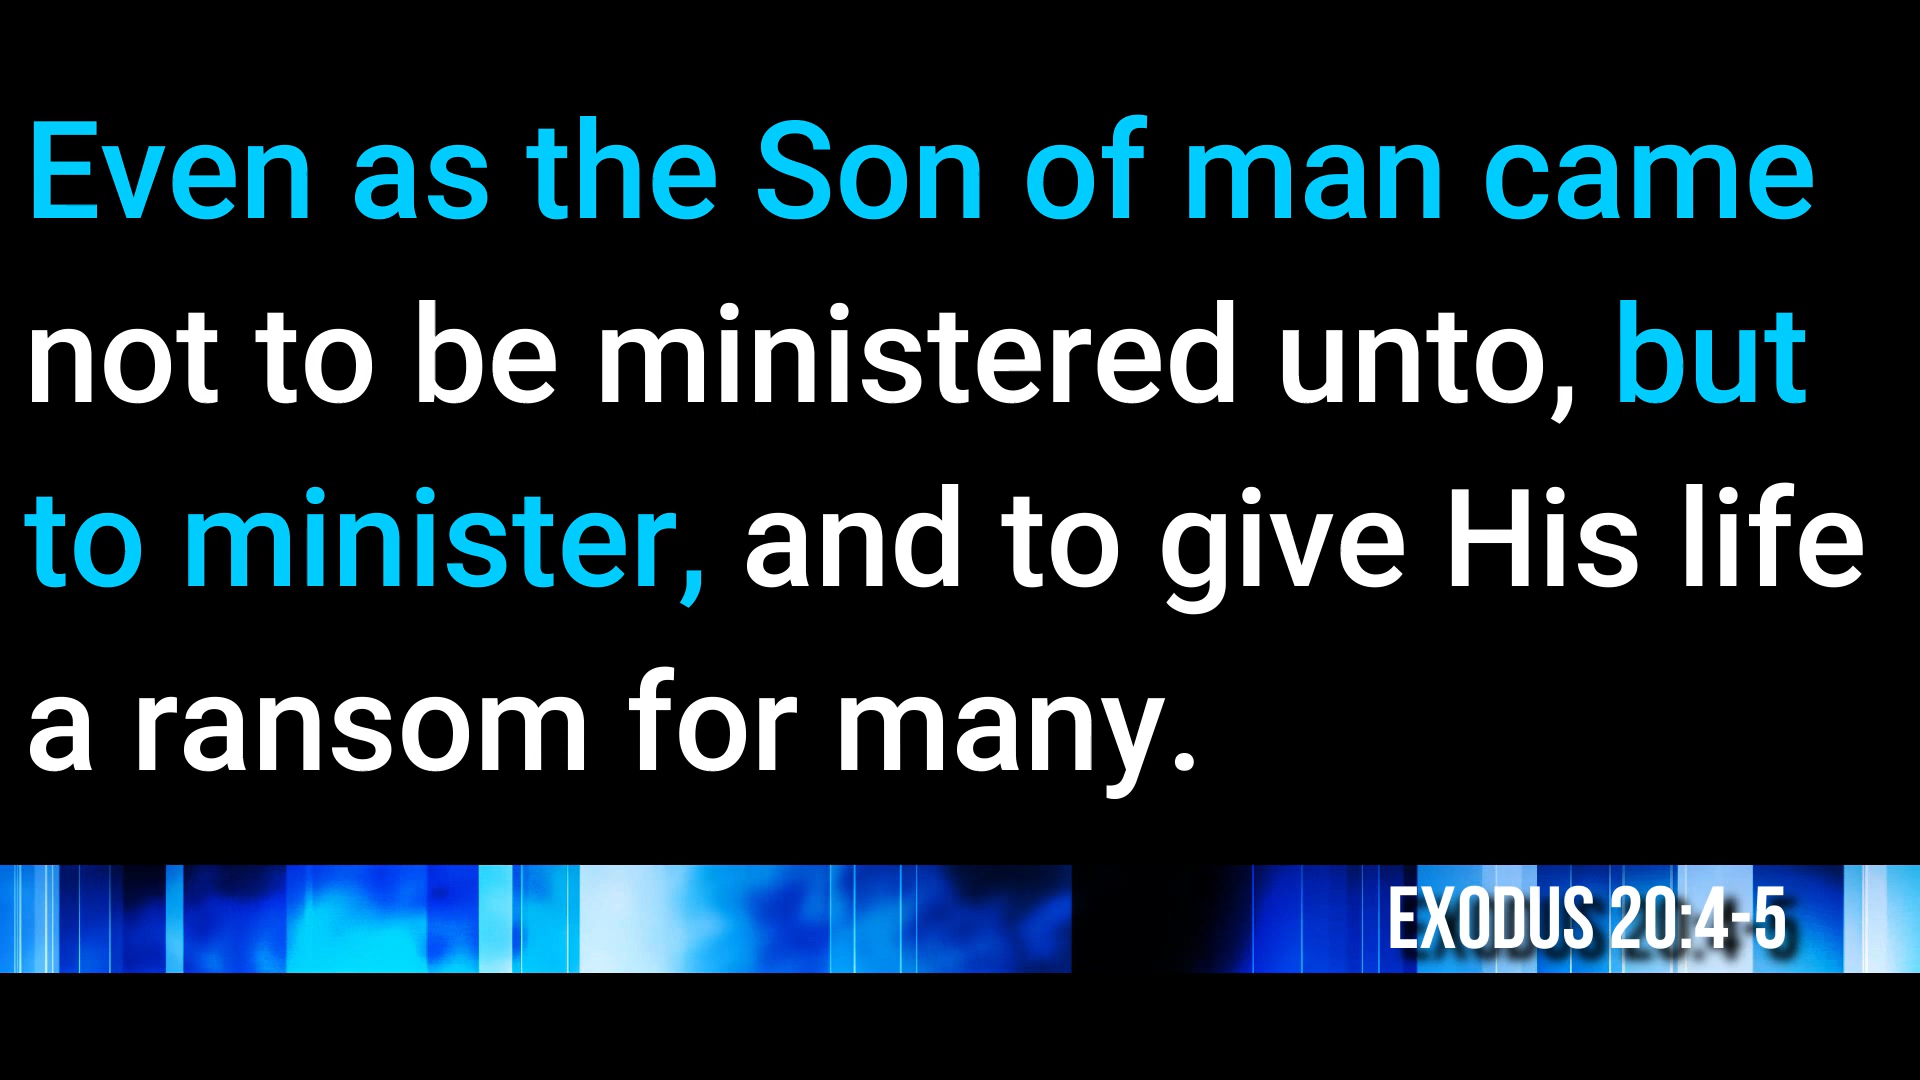 Even as the Son of man came
not to be ministered unto, but
to minister, and to give His life
a ransom for many.
EXODUS 20:4-5